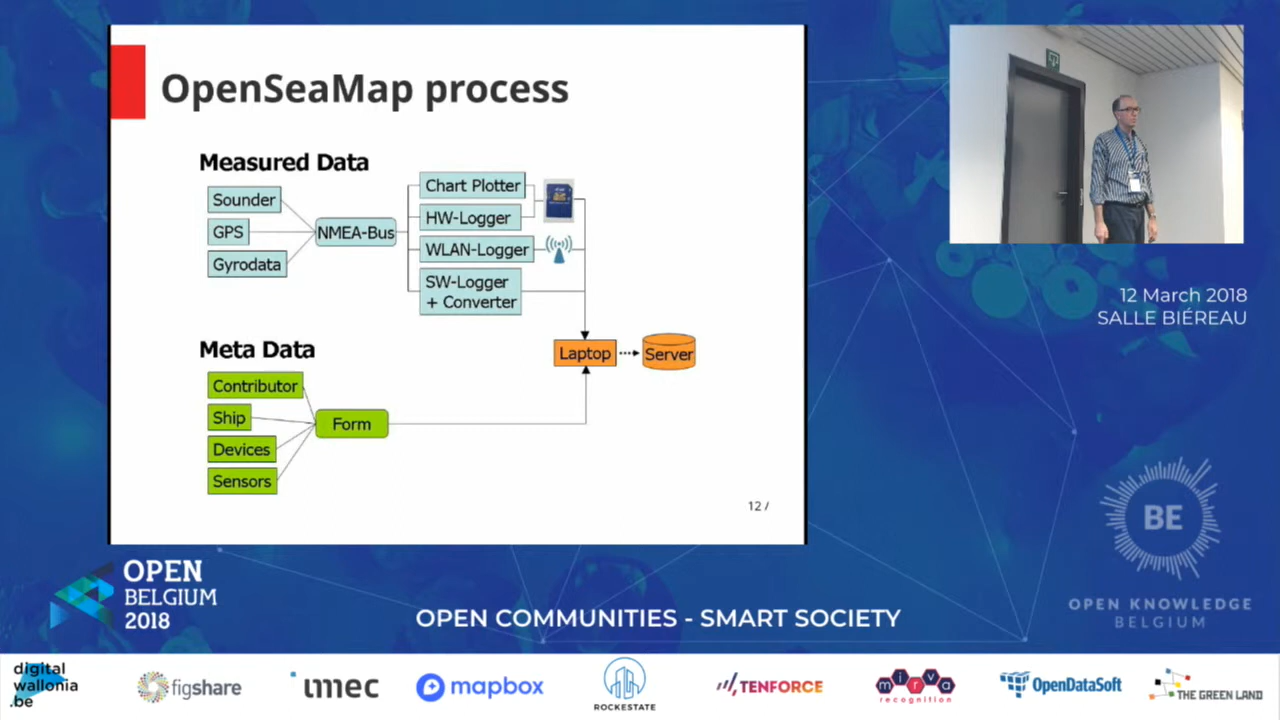 OpenSeaMap process
Measured Data
Sounder
GPS
Gyrodata
NMEA-Bus
Chart Plotter
HW-Logger
WLAN-Logger
SW-Logger
+ Converter
Meta Data
Contributor
Ship
Devices
Sensors
Form
Laptop
Server
12 /
12 March 2018
SALLE BIÉREAU
BE
OPEN KNOWLEDGE
BELGIUM
OPEN
BELGIUM
2018
OPEN COMMUNITIES - SMART SOCIETY
digital
wallonia
.be
figshare
imec
mapbox
ROCKESTATE
TENFORCE
mirva
recognition
OpenDataSoft
THE GREEN LAND